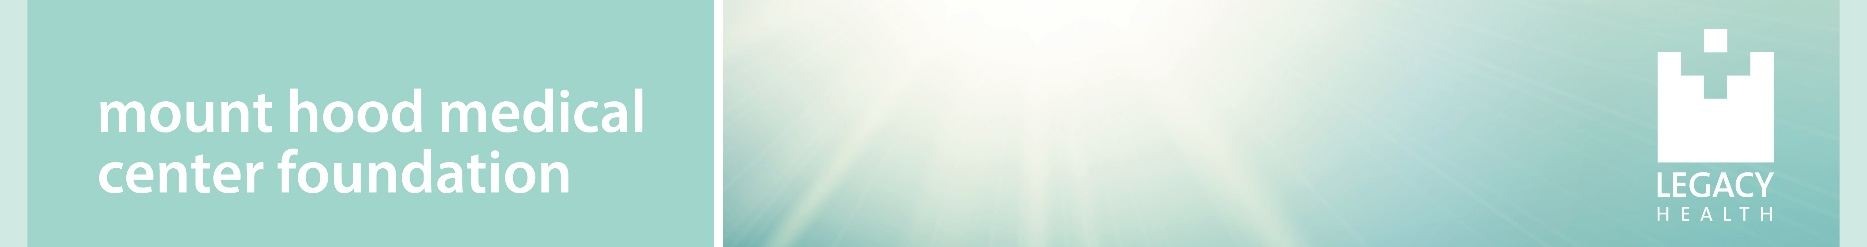 mount hood medical
center foundation
LEGACY
HEALTH